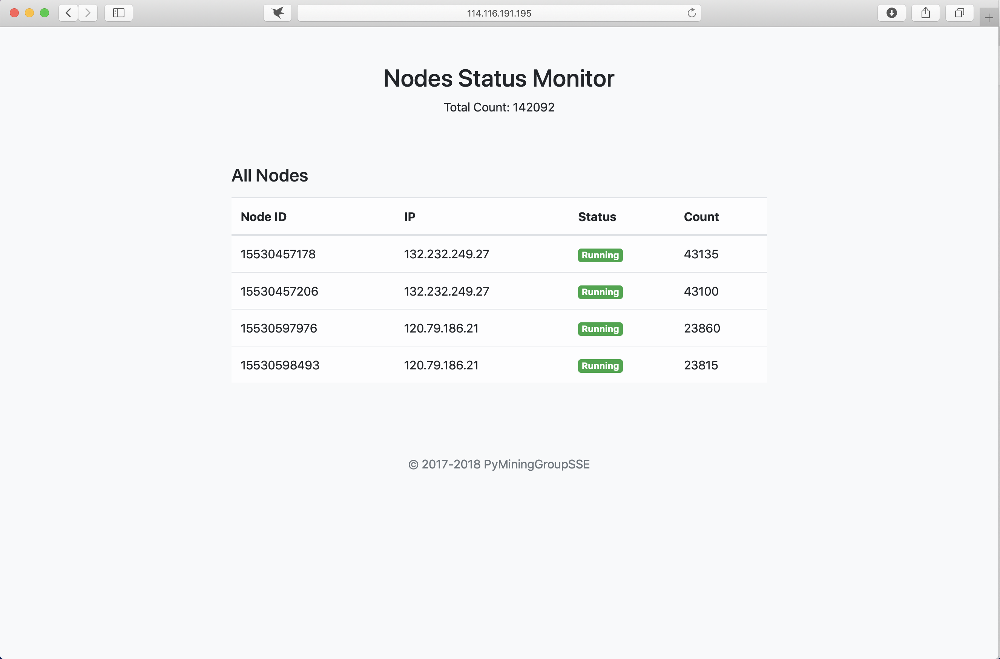 114.116.191.195
Nodes Status Monitor
Total Count: 142092
All Nodes
Node ID IP Status Count
15530457178 132.232.249.27 Running 43135
15530457206 132.232.249.27 Running 43100
15530597976 120.79.186.21 Running 23860
15530598493 120.79.186.21 Running 23815
© 2017-2018 PyMiningGroupSSE